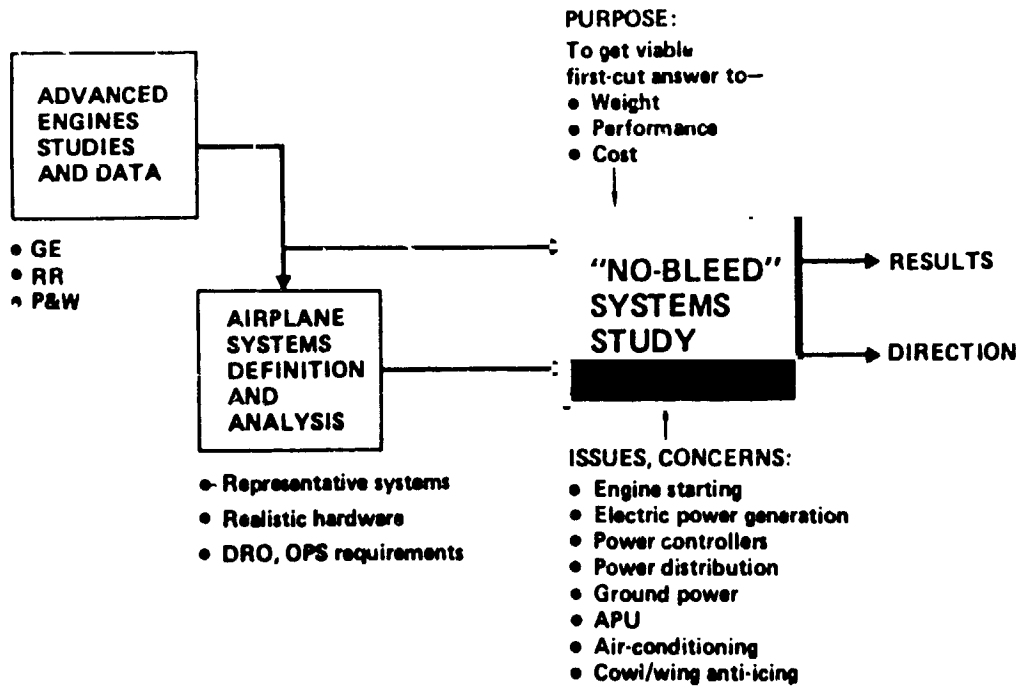 ADVANCED
ENGINES
STUDIES
AND DATA
• GE
• RR
• P&W
AIRPLANE
SYSTEMS
DEFINITION
AND
ANALYSIS
• Representative systems
• Realistic hardware
• DRO, OPS requirements
PURPOSE:
To get viable
first-cut answer to—
• Weight
• Performance
• Cost
"NO-BLEED"
SYSTEMS
STUDY
RESULTS
DIRECTION
ISSUES, CONCERNS:
• Engine starting
• Electric power generation
• Power controllers
• Power distribution
• Ground power
• APU
• Air-conditioning
• Cowl/wing anti-icing